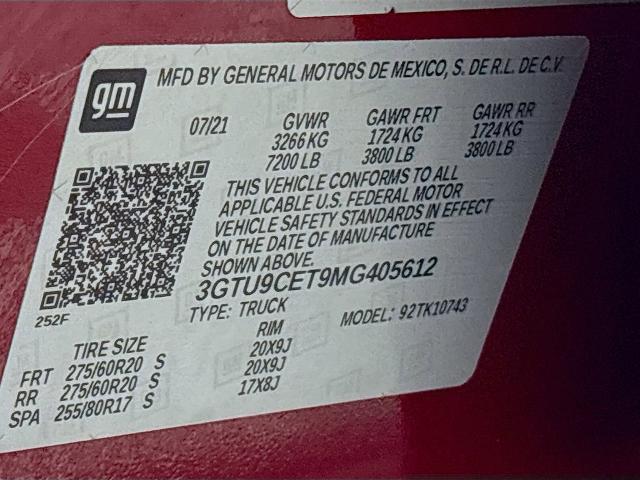 gm
MFD BY GENERAL MOTORS DE MEXICO, S. DE R.L. DE C.V.
07/21 GVWR GAWR FRT GAWR RR
3266 KG 1724 KG 1724 KG
7200 LB 3800 LB 3800 LB
THIS VEHICLE CONFORMS TO ALL
APPLICABLE U.S. FEDERAL MOTOR
VEHICLE SAFETY STANDARDS IN EFFECT
ON THE DATE OF MANUFACTURE
SHOWN ABOVE.
3GTU9CET9MG405612
252F
TYPE: TRUCK MODEL: 92TK10743
TIRE SIZE RIM
FRT 275/60R20 S 20X9J
RR 275/60R20 S 20X9J
SPA 255/80R17 S 17X8J